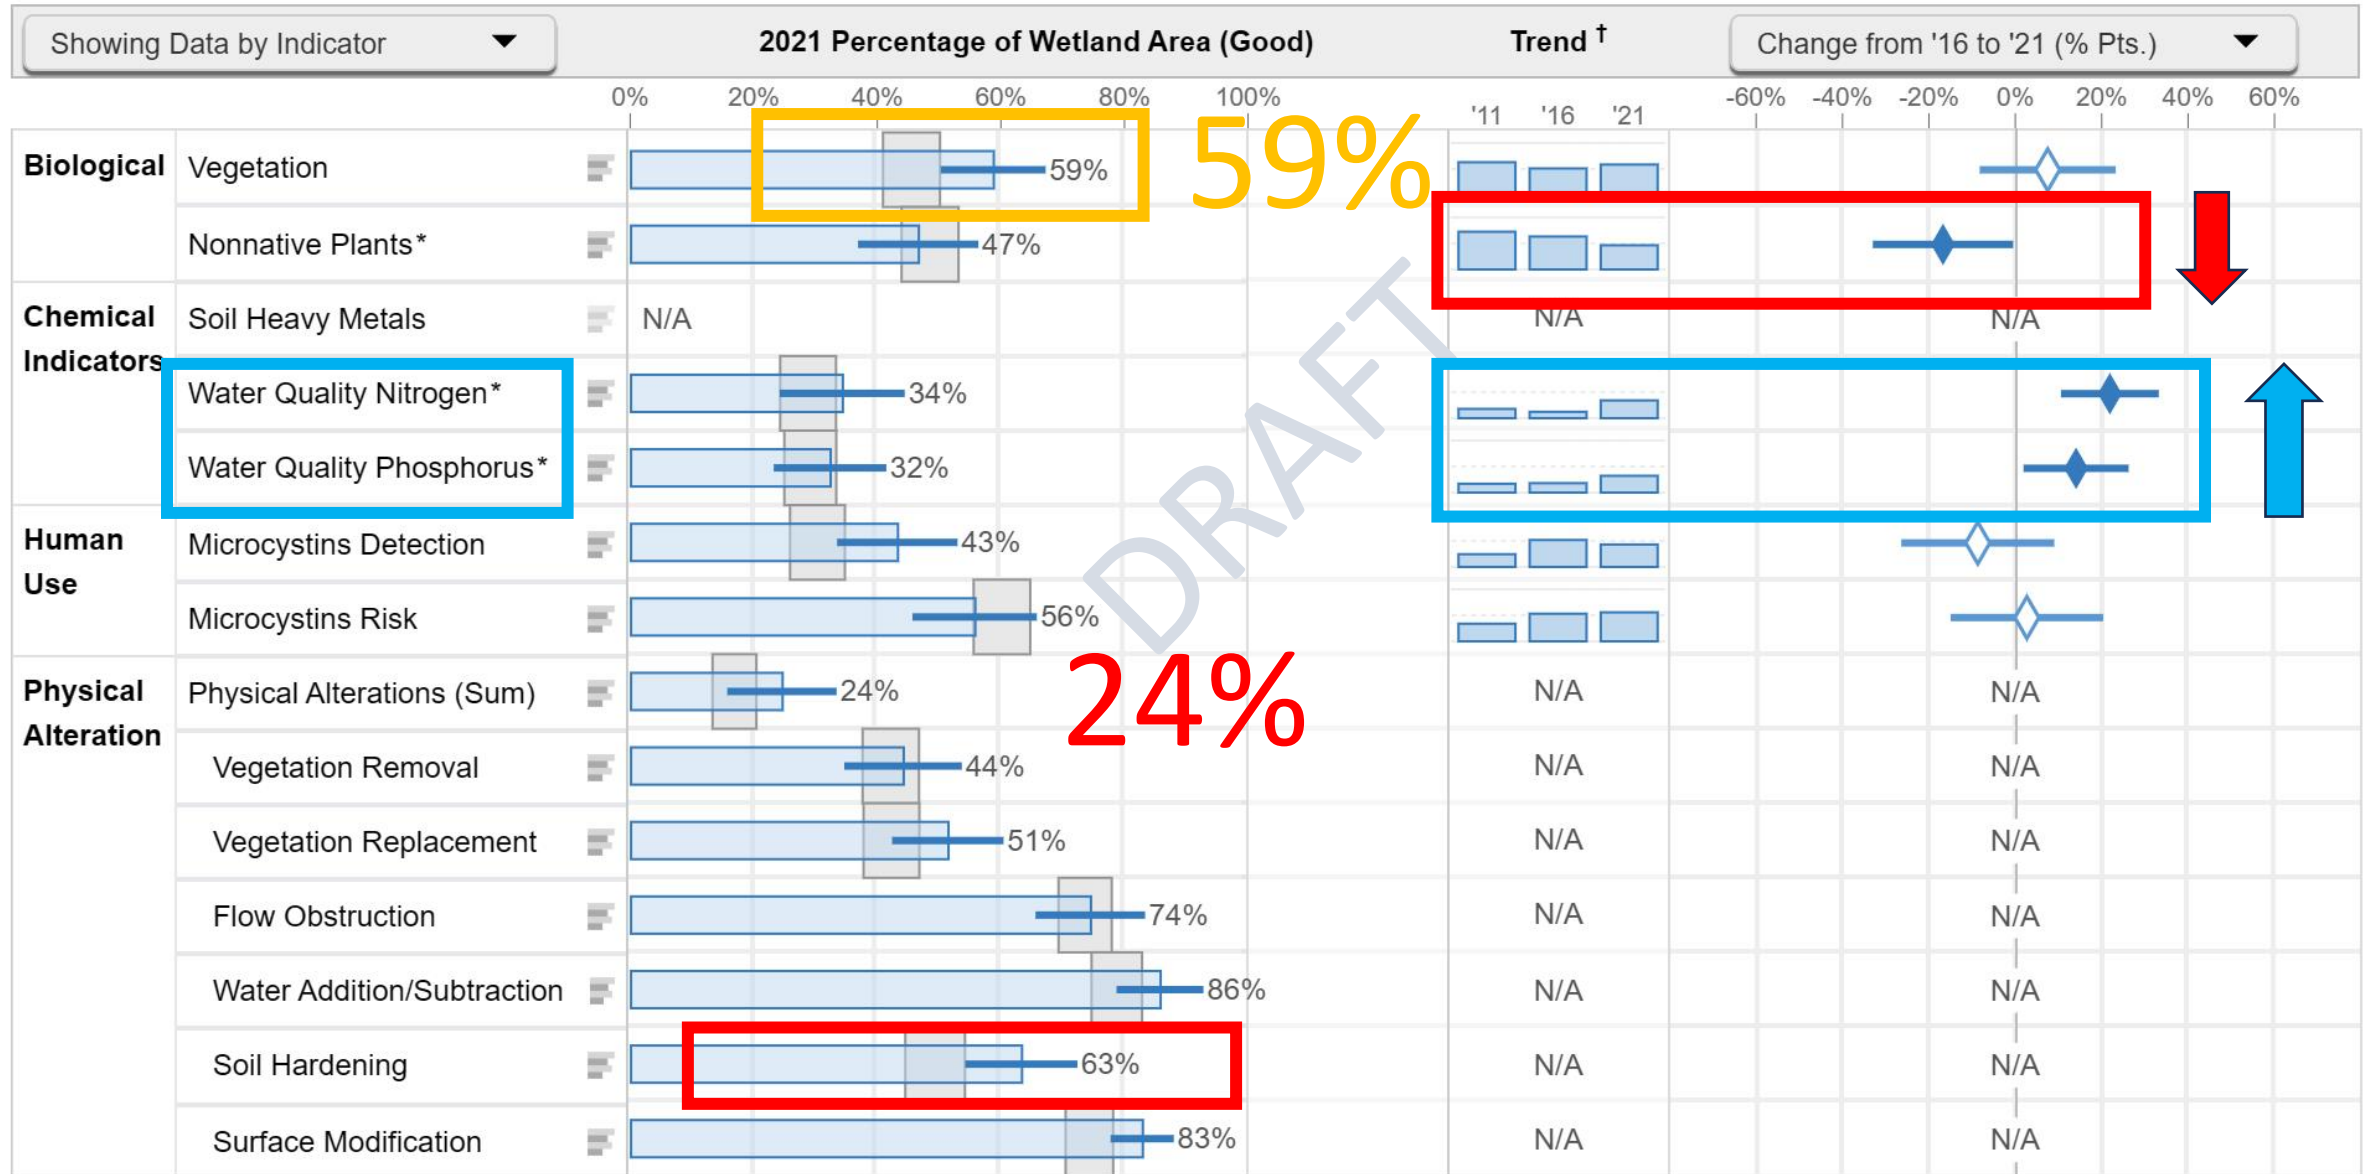 Showing Data by Indicator 2021 Percentage of Wetland Area (Good) Trend † Change from '16 to '21 (% Pts.)
0% 20% 40% 60% 80% 100% '11 '16 '21 -60% -40% -20% 0% 20% 40% 60%
Biological Vegetation 59% 59%
Nonnative Plants* 47%
Chemical Indicators Soil Heavy Metals N/A N/A N/A
Water Quality Nitrogen* 34%
Water Quality Phosphorus* 32%
Human Use Microcystins Detection 43%
Microcystins Risk 56%
Physical Alteration Physical Alterations (Sum) 24% 24% N/A N/A
Vegetation Removal 44% N/A N/A
Vegetation Replacement 51% N/A N/A
Flow Obstruction 74% N/A N/A
Water Addition/Subtraction 86% N/A N/A
Soil Hardening 63% N/A N/A
Surface Modification 83% N/A N/A
DRAFT